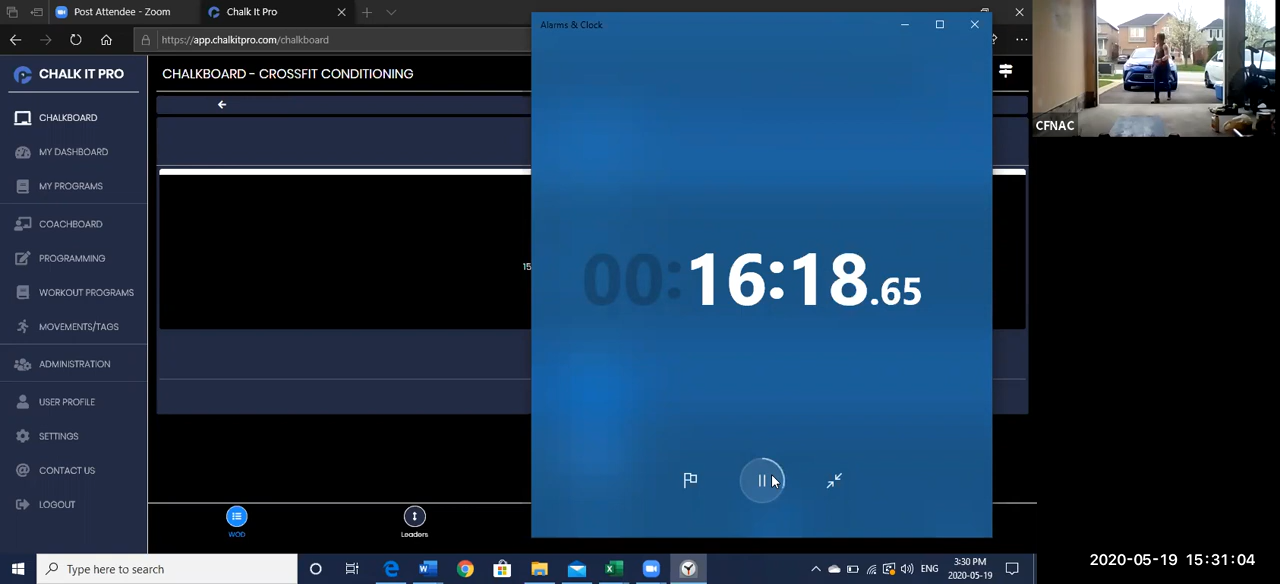 Post Attendee - Zoom
Chalk It Pro
https://app.chalkitpro.com/chalkboard
CHALK IT PRO
CHALKBOARD
MY DASHBOARD
MY PROGRAMS
COACHBOARD
PROGRAMMING
WORKOUT PROGRAMS
MOVEMENTS/TAGS
ADMINISTRATION
USER PROFILE
SETTINGS
CONTACT US
LOGOUT
CHALKBOARD - CROSSFIT CONDITIONING
15
WOD
Leaders
Alarms & Clock
00:16:18.65
CFNAC
Type here to search
ENG
3:30 PM
2020-05-19
2020-05-19 15:31:04